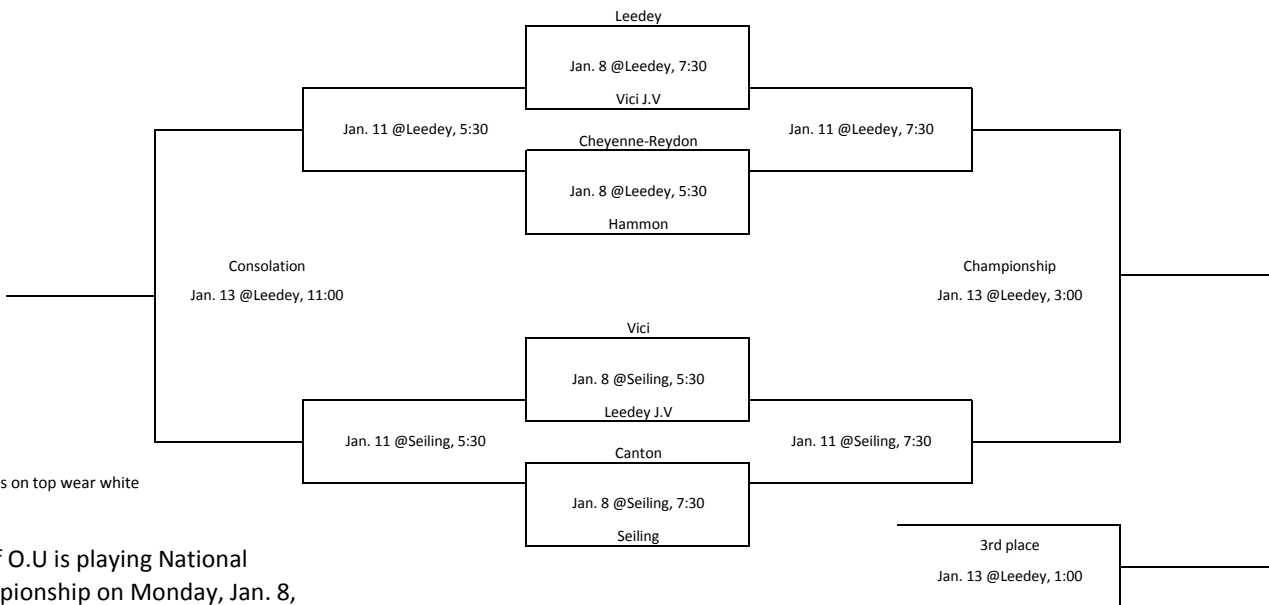 Leedey
Jan. 8 @Leedey, 7:30
Vici J.V
Jan. 11 @Leedey, 5:30
Jan. 11 @Leedey, 7:30
Cheyenne-Reydon
Jan. 8 @Leedey, 5:30
Hammon
Consolation
Jan. 13 @Leedey, 11:00
Championship
Jan. 13 @Leedey, 3:00
Vici
Jan. 8 @Seiling, 5:30
Leedey J.V
Jan. 11 @Seiling, 5:30
Jan. 11 @Seiling, 7:30
Canton
Jan. 8 @Seiling, 7:30
Seiling
on top wear white
3rd place
Jan. 13 @Leedey, 1:00
O.U is playing National
on Monday, Jan. 8,